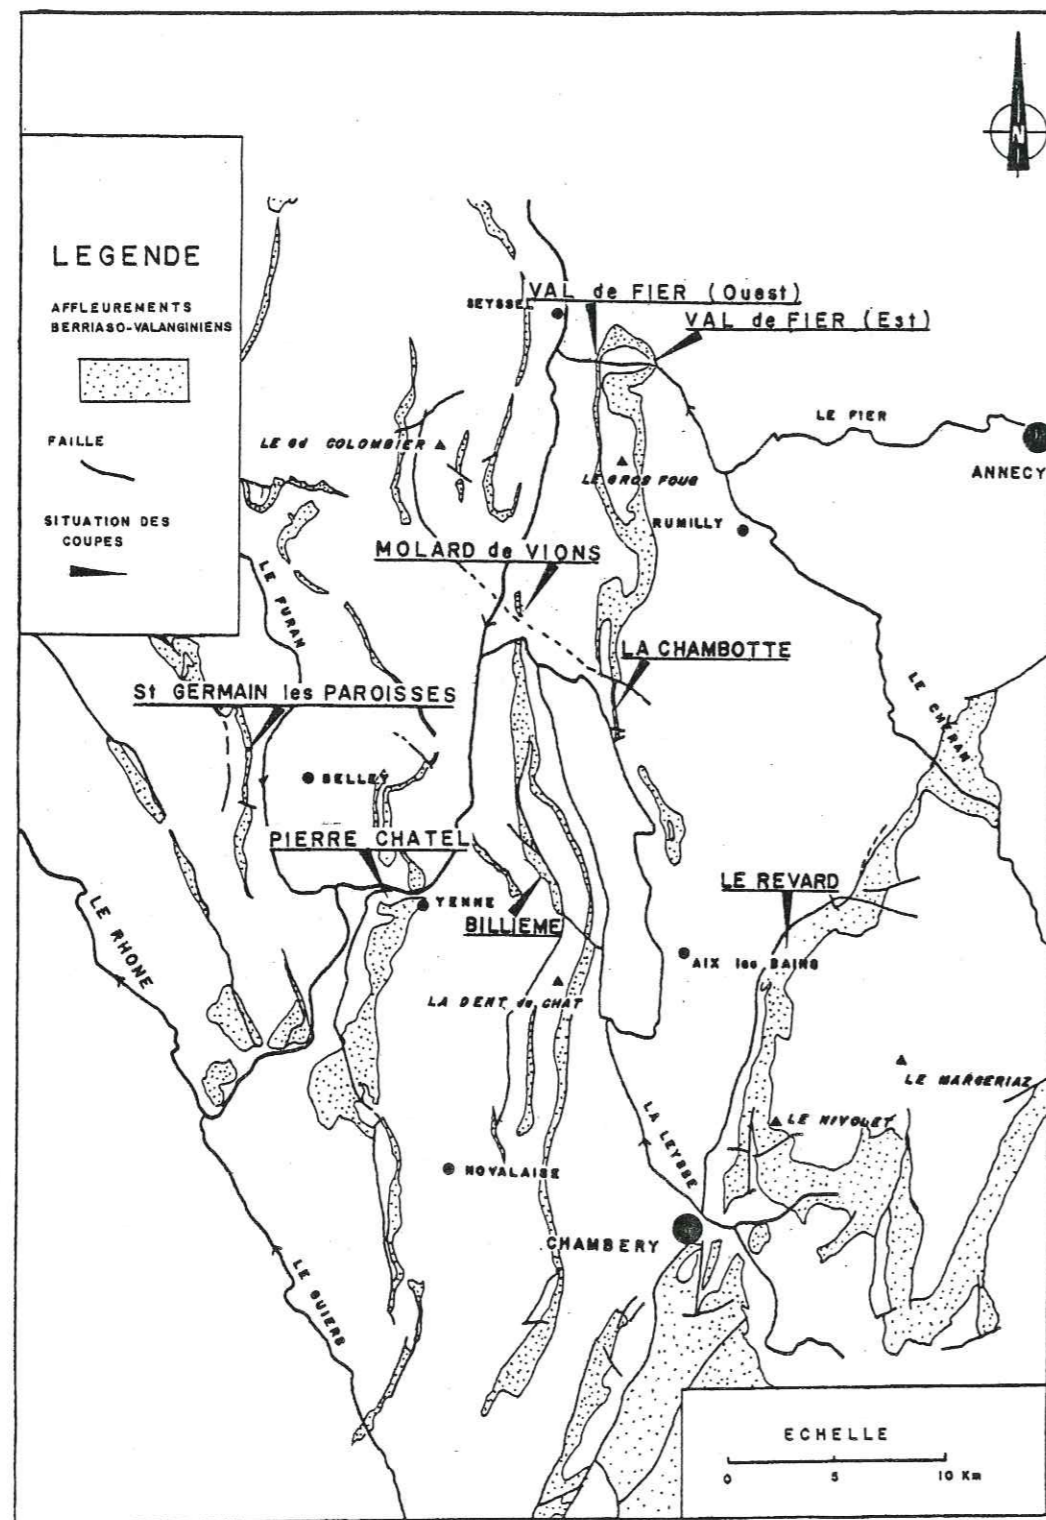 N
LEGENDE
AFFLEUREMENTS
BERRIASO-VALANGINIENS
FAILLE
SITUATION DES
COUPES
VAL de FIER (Ouest)
SEYSSEL
VAL de FIER (Est)
LE FIER
ANNECY
LE Gd COLOMBIER
LE GROS FOUG
RUMILLY
MOLARD de VIONS
LE FURAN
LA CHAMBOTTE
St GERMAIN les PAROISSES
LE CHERAN
BELLEY
PIERRE CHATEL
LE REVARD
YENNE
BILLIEME
LE RHONE
AIX les BAINS
LA DENT du CHAT
LE MARGERIAZ
LE NIVOLET
LA LEYSSE
NOVALAISE
CHAMBERY
LE GUIERS
ECHELLE
0 5 10 Km